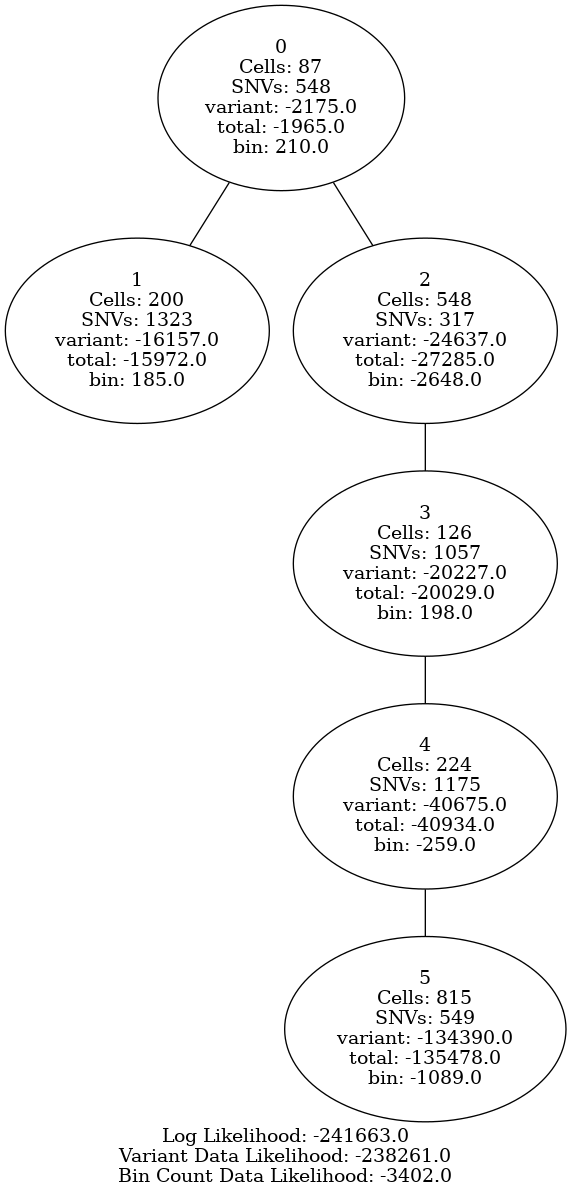 0
Cells: 87
SNVs: 548
variant: -2175.0
total: -1965.0
bin: 210.0
1
Cells: 200
SNVs: 1323
variant: -16157.0
total: -15972.0
bin: 185.0
2
Cells: 548
SNVs: 317
variant: -24637.0
total: -27285.0
bin: -2648.0
3
Cells: 126
SNVs: 1057
variant: -20227.0
total: -20029.0
bin: 198.0
4
Cells: 224
SNVs: 1175
variant: -40675.0
total: -40934.0
bin: -259.0
5
Cells: 815
SNVs: 549
variant: -134390.0
total: -135478.0
bin: -1089.0
Log Likelihood: -241663.0
Variant Data Likelihood: -238261.0
Bin Count Data Likelihood: -3402.0